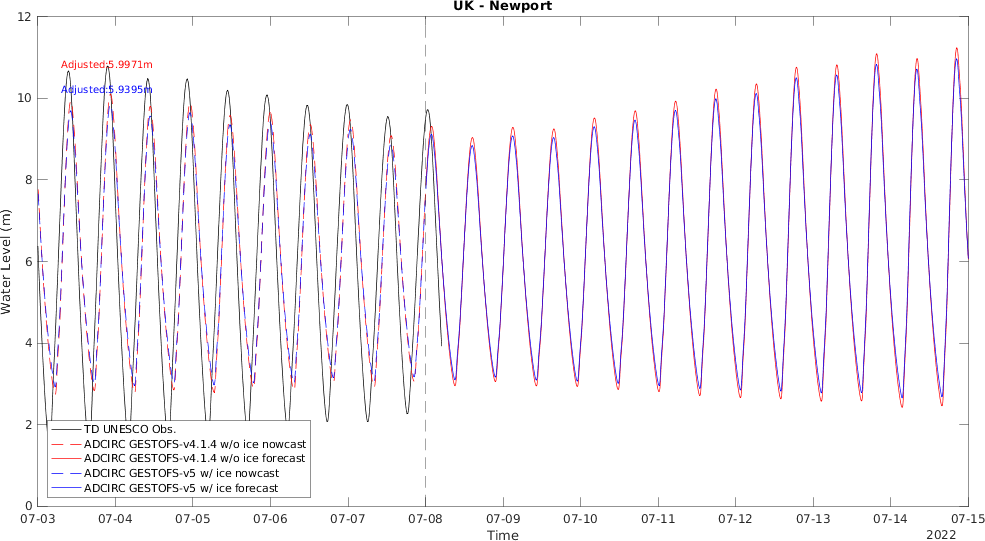 UK - Newport
12
10
8
6
4
2
0
Water Level (m)
Adjusted:5.9971m
Adjusted:5.9395m
TD UNESCO Obs.
ADCIRC GESTOFS-v4.1.4 w/o ice nowcast
ADCIRC GESTOFS-v4.1.4 w/o ice forecast
ADCIRC GESTOFS-v5 w/ ice nowcast
ADCIRC GESTOFS-v5 w/ ice forecast
07-03 07-04 07-05 07-06 07-07 07-08 07-09 07-10 07-11 07-12 07-13 07-14 07-15
Time
2022